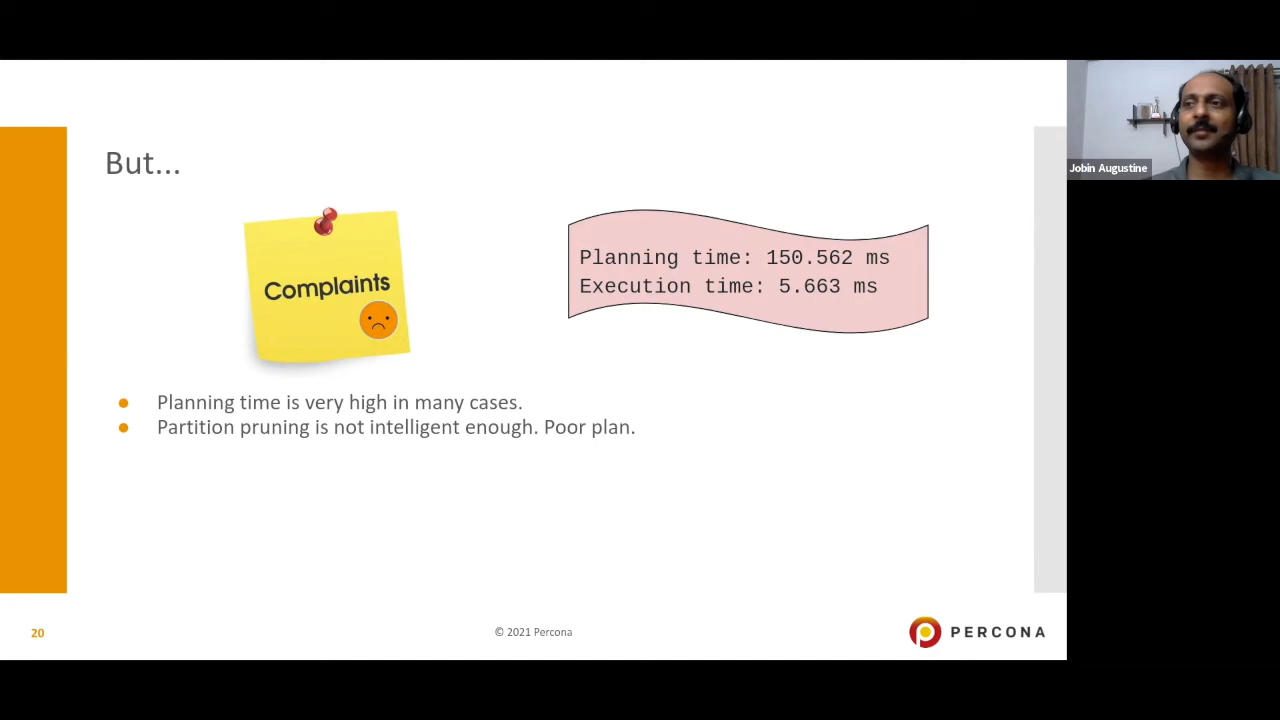 But...
Complaints
Planning time: 150.562 ms
Execution time: 5.663 ms
● Planning time is very high in many cases.
● Partition pruning is not intelligent enough. Poor plan.
20
© 2021 Percona
PERCONA
Jobin Augustine